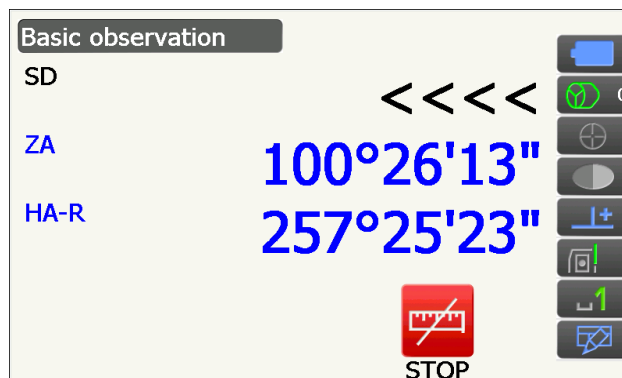 Basic observation
SD
<<<<
ZA
100°26'13"
HA-R
257°25'23"
STOP